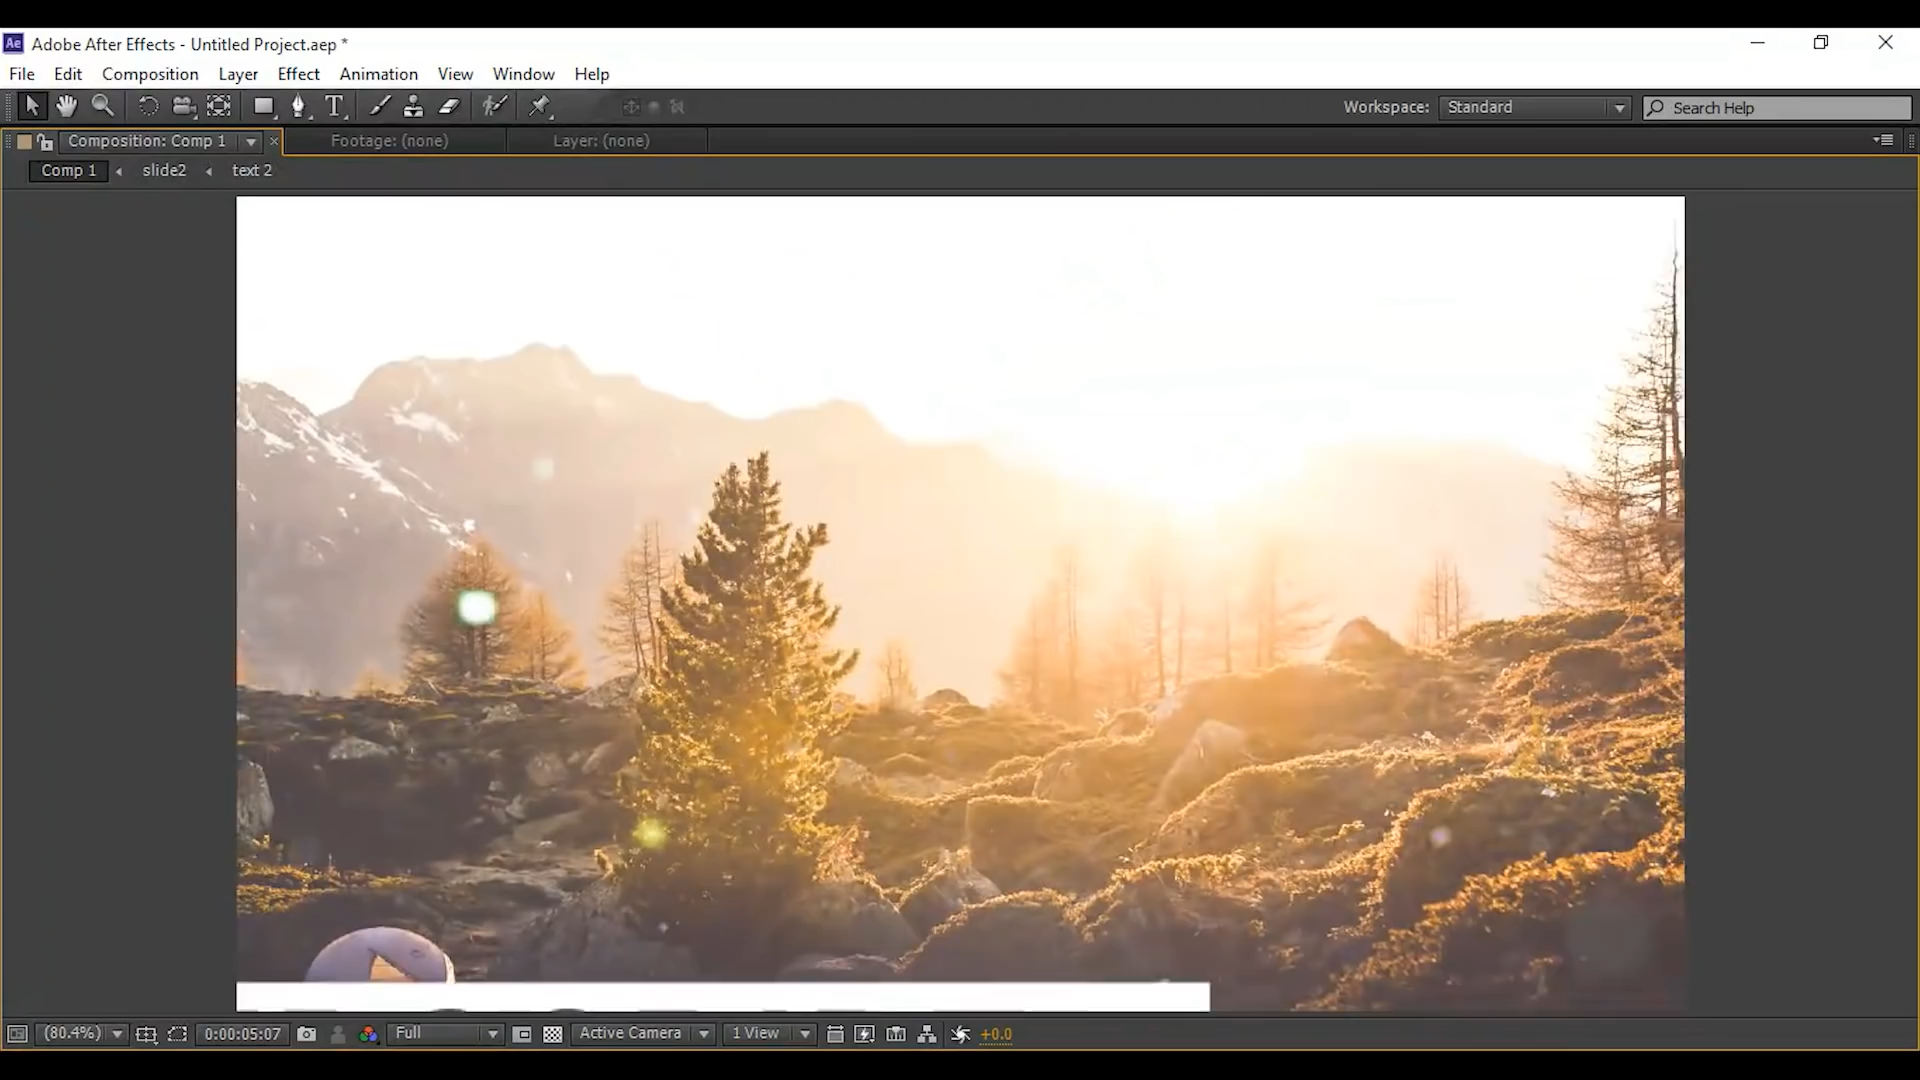 Ae Adobe After Effects - Untitled Project.aep *
File Edit Composition Layer Effect Animation View Window Help
T Workspace: Standard Search Help
Composition: Comp 1 Footage: (none) Layer: (none)
Comp 1 slide2 text 2
(80.4%) 0:00:05:07 Full Active Camera 1 View +0.0